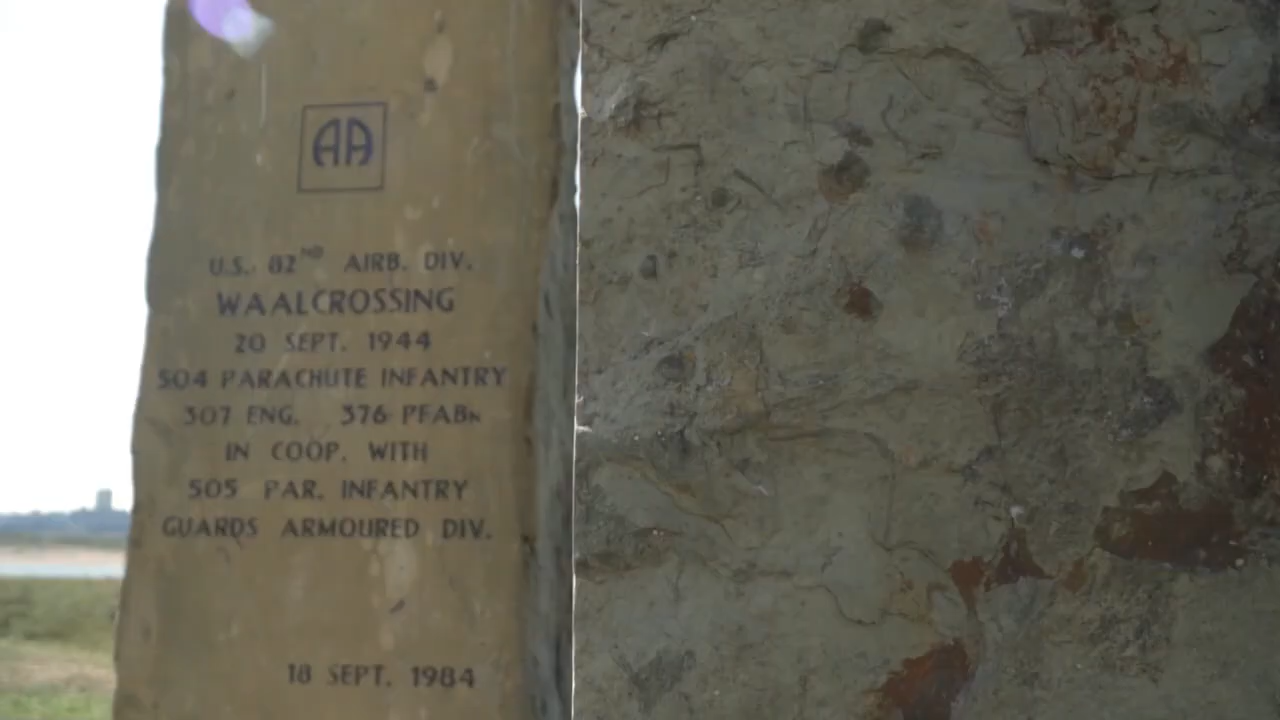 AA
U.S. 82ND AIRB. DIV.
WAALCROSSING
20 SEPT. 1944
504 PARACHUTE INFANTRY
307 ENG. 376 PFABN
IN COOP. WITH
505 PAR. INFANTRY
GUARDS ARMOURED DIV.
18 SEPT. 1984